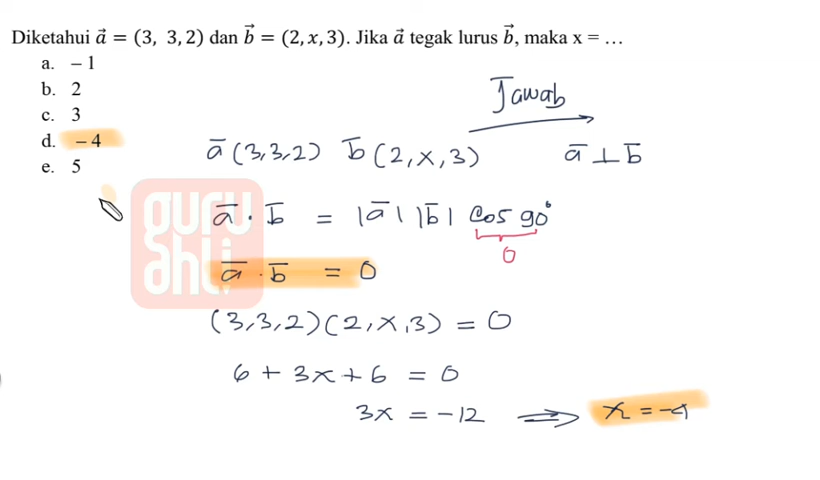 Diketahui a⃗ = (3, 3, 2) dan b⃗ = (2, x, 3). Jika a⃗ tegak lurus b⃗, maka x = …
a. − 1
b. 2
c. 3
d. − 4
e. 5
Jawab
a̅ (3,3,2) b̅ (2,x,3) a̅ ⊥ b̅
a̅ . b̅ = |a̅| |b̅| Cos 90°
0
a̅ . b̅ = 0
(3,3,2)(2,x,3) = 0
6 + 3x + 6 = 0
3x = -12 ⟹ x = -4
guru
ahli